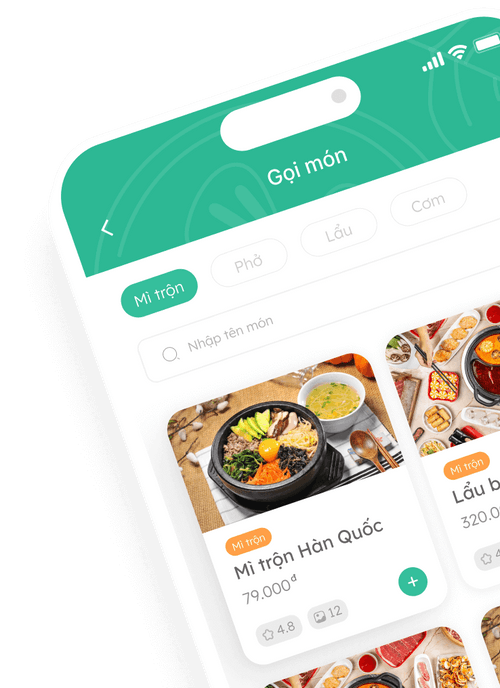 Gọi món
Mì trộn
Phở
Lẩu
Cơm
Nhập tên món
Mì trộn
Mì trộn Hàn Quốc
79.000đ
4.8
12
Mì trộn
Lẩu b
320.0